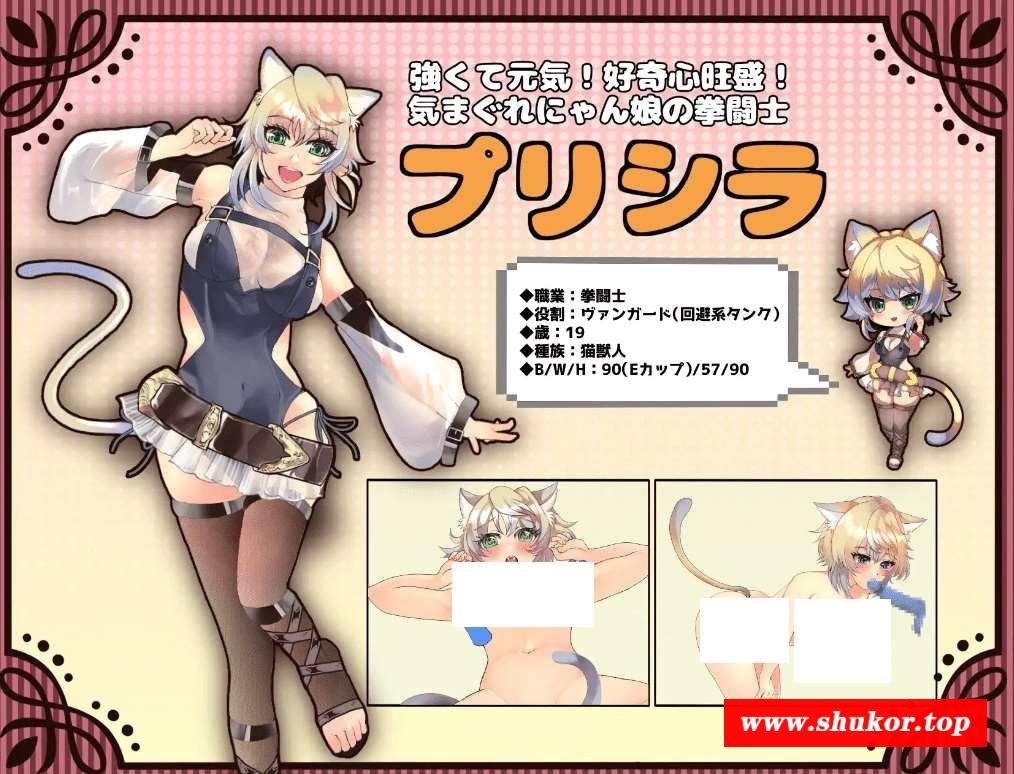 強くて元気！好奇心旺盛！
気まぐれにゃん娘の拳闘士
プリシラ
◆職業：拳闘士
◆役割：ヴァンガード(回避系タンク)
◆歳：19
◆種族：猫獣人
◆B/W/H：90(Eカップ)/57/90
www.shukor.top